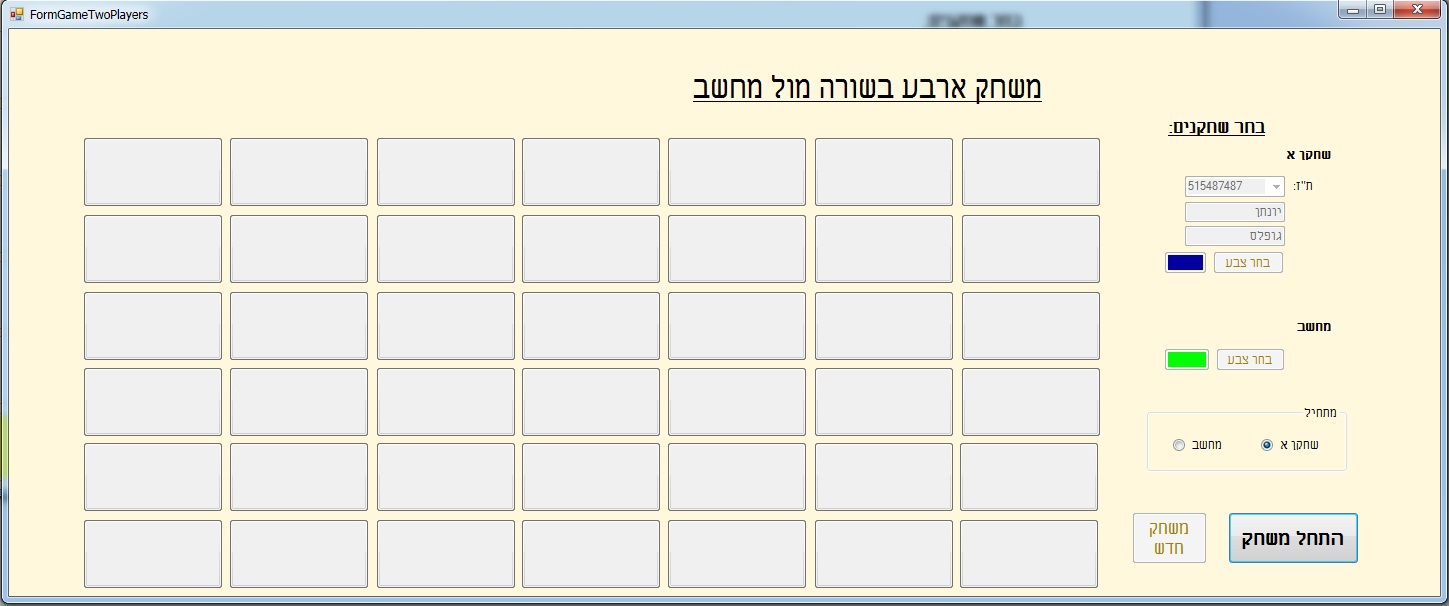 FormGameTwoPlayers
משחק ארבע בשורה מול מחשב
בחר שחקנים:
שחקן א
ת"ז:
515487487
יונתן
גופלס
בחר צבע
מחשב
בחר צבע
מתחיל
שחקן א
מחשב
התחל משחק
משחק
חדש